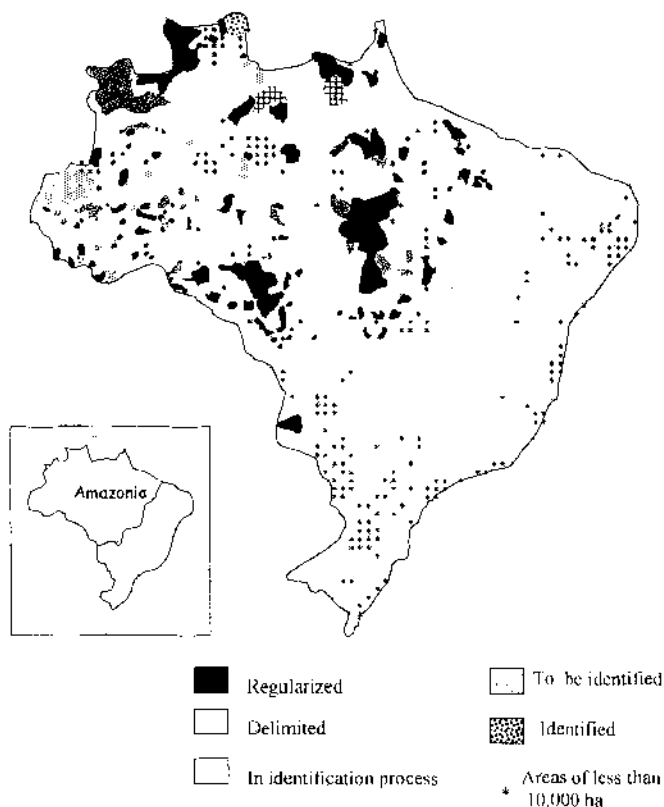 Amazonia
Regularized
Delimited
In identification process
To be identified
Identified
* Areas of less than
10,000 ha